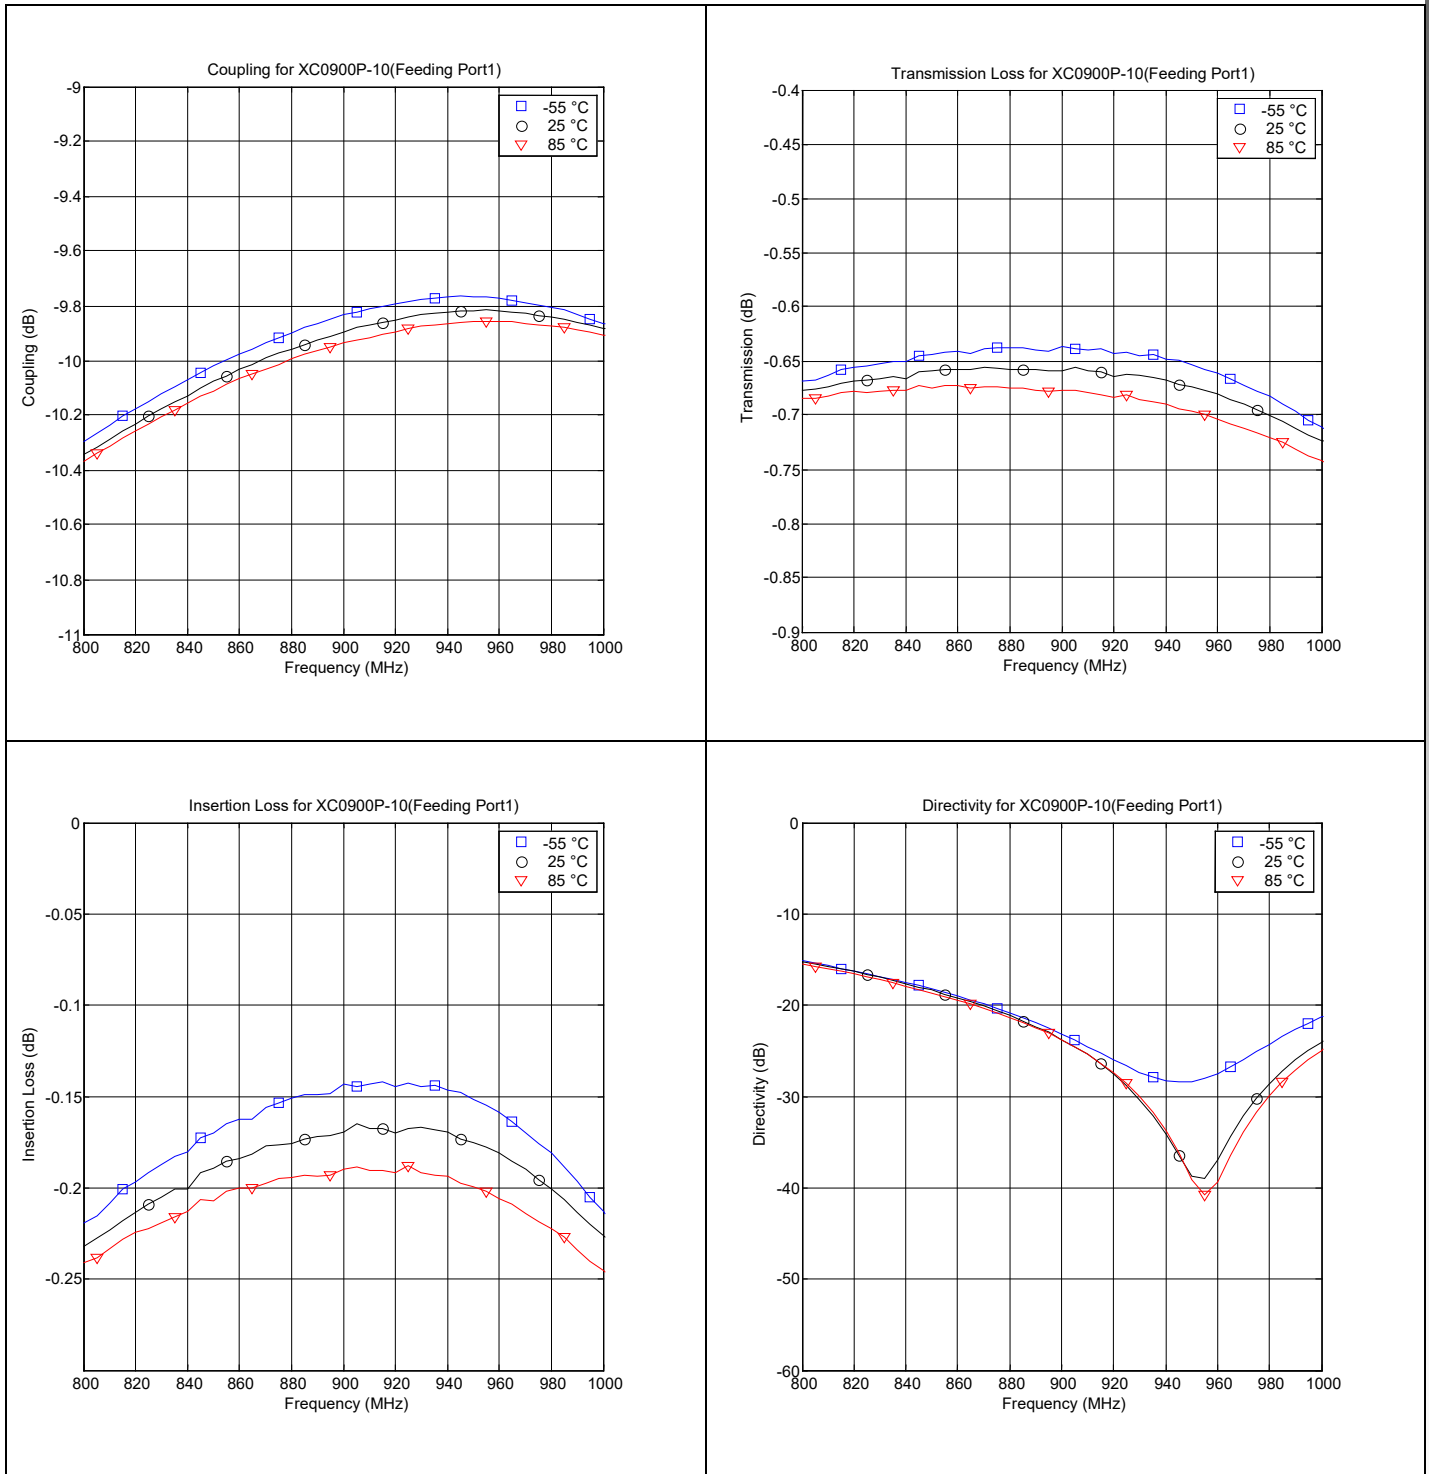 Coupling for XC0900P-10(Feeding Port1)
-9
-9.2
-9.4
-9.6
-9.8
-10
-10.2
-10.4
-10.6
-10.8
-11
Coupling (dB)
-55 °C
25 °C
85 °C
800 820 840 860 880 900 920 940 960 980 1000
Frequency (MHz)
Transmission Loss for XC0900P-10(Feeding Port1)
-0.4
-0.45
-0.5
-0.55
-0.6
-0.65
-0.7
-0.75
-0.8
-0.85
-0.9
Transmission (dB)
-55 °C
25 °C
85 °C
800 820 840 860 880 900 920 940 960 980 1000
Frequency (MHz)
Insertion Loss for XC0900P-10(Feeding Port1)
0
-0.05
-0.1
-0.15
-0.2
-0.25
Insertion Loss (dB)
-55 °C
25 °C
85 °C
800 820 840 860 880 900 920 940 960 980 1000
Frequency (MHz)
Directivity for XC0900P-10(Feeding Port1)
0
-10
-20
-30
-40
-50
-60
Directivity (dB)
-55 °C
25 °C
85 °C
800 820 840 860 880 900 920 940 960 980 1000
Frequency (MHz)